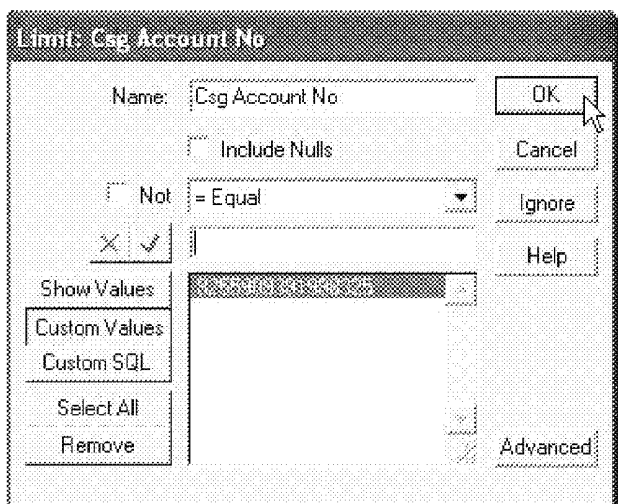 Limit: Csg Account No
Name: Csg Account No
OK
Include Nulls
Cancel
Not = Equal
Ignore
Help
Show Values
Custom Values
Custom SQL
Select All
Remove
Advanced